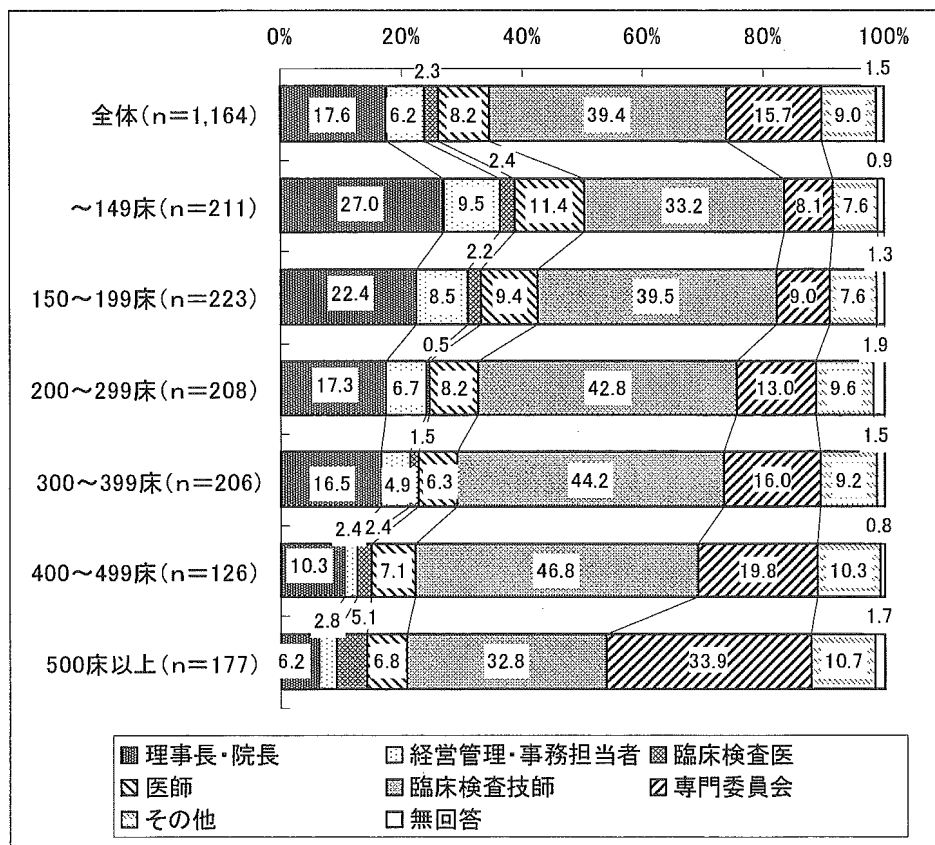 0% 20% 40% 60% 80% 100%
2.3 1.5
全体(n=1,164) 17.6 6.2 8.2 39.4 15.7 9.0
2.4 0.9
～149床(n=211) 27.0 9.5 11.4 33.2 8.1 7.6
2.2 1.3
150～199床(n=223) 22.4 8.5 9.4 39.5 9.0 7.6
0.5 1.9
200～299床(n=208) 17.3 6.7 8.2 42.8 13.0 9.6
1.5 1.5
300～399床(n=206) 16.5 4.9 6.3 44.2 16.0 9.2
2.4 2.4 0.8
400～499床(n=126) 10.3 7.1 46.8 19.8 10.3
2.8 5.1 1.7
500床以上(n=177) 6.2 6.8 32.8 33.9 10.7
理事長・院長 経営管理・事務担当者 臨床検査医
医師 臨床検査技師 専門委員会
その他 無回答